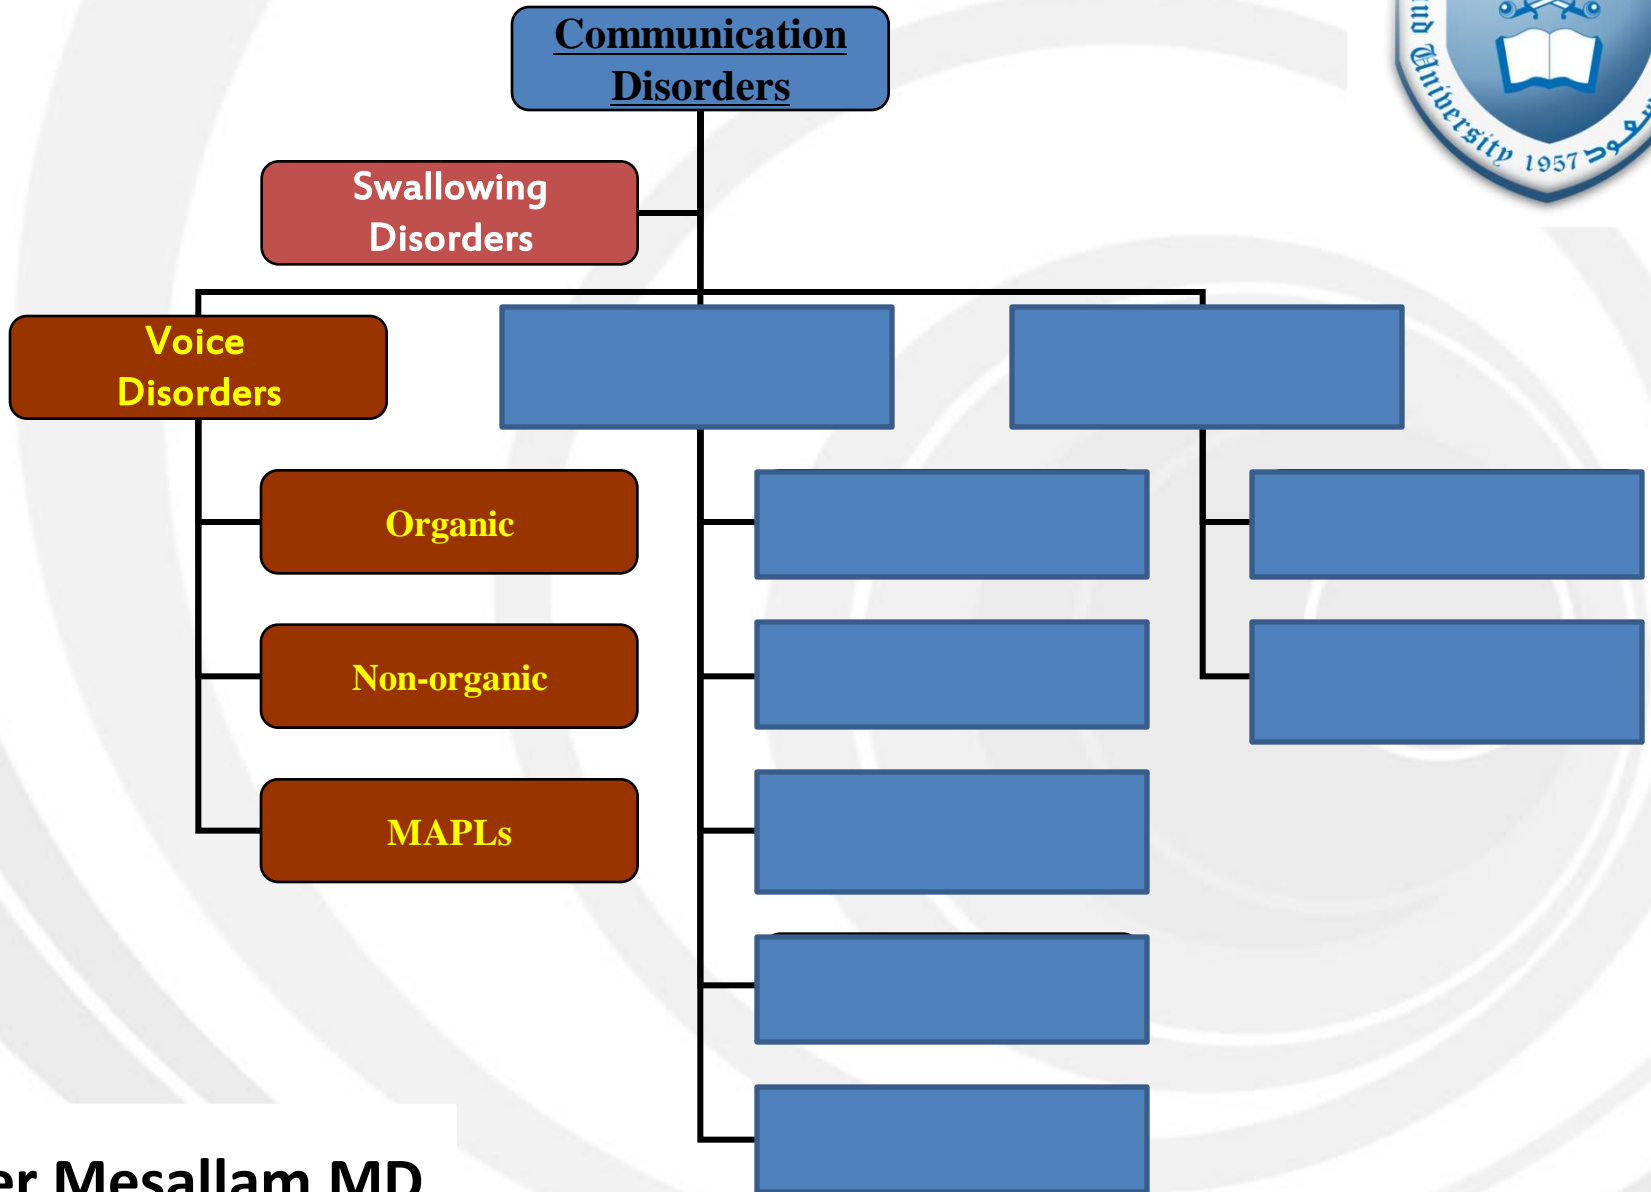 Communication
Disorders
University 1957
Swallowing
Disorders
Voice
Disorders
Organic
Non-organic
MAPLs
er Mesallam MD